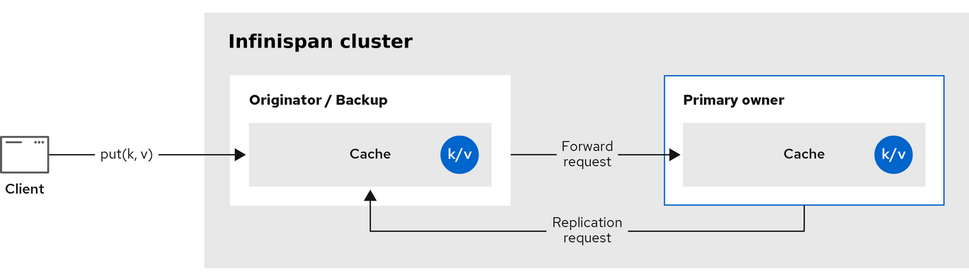 Infinispan cluster
Originator / Backup
Primary owner
put(k, v)
Cache
k/v
Forward
request
Cache
k/v
Client
Replication
request